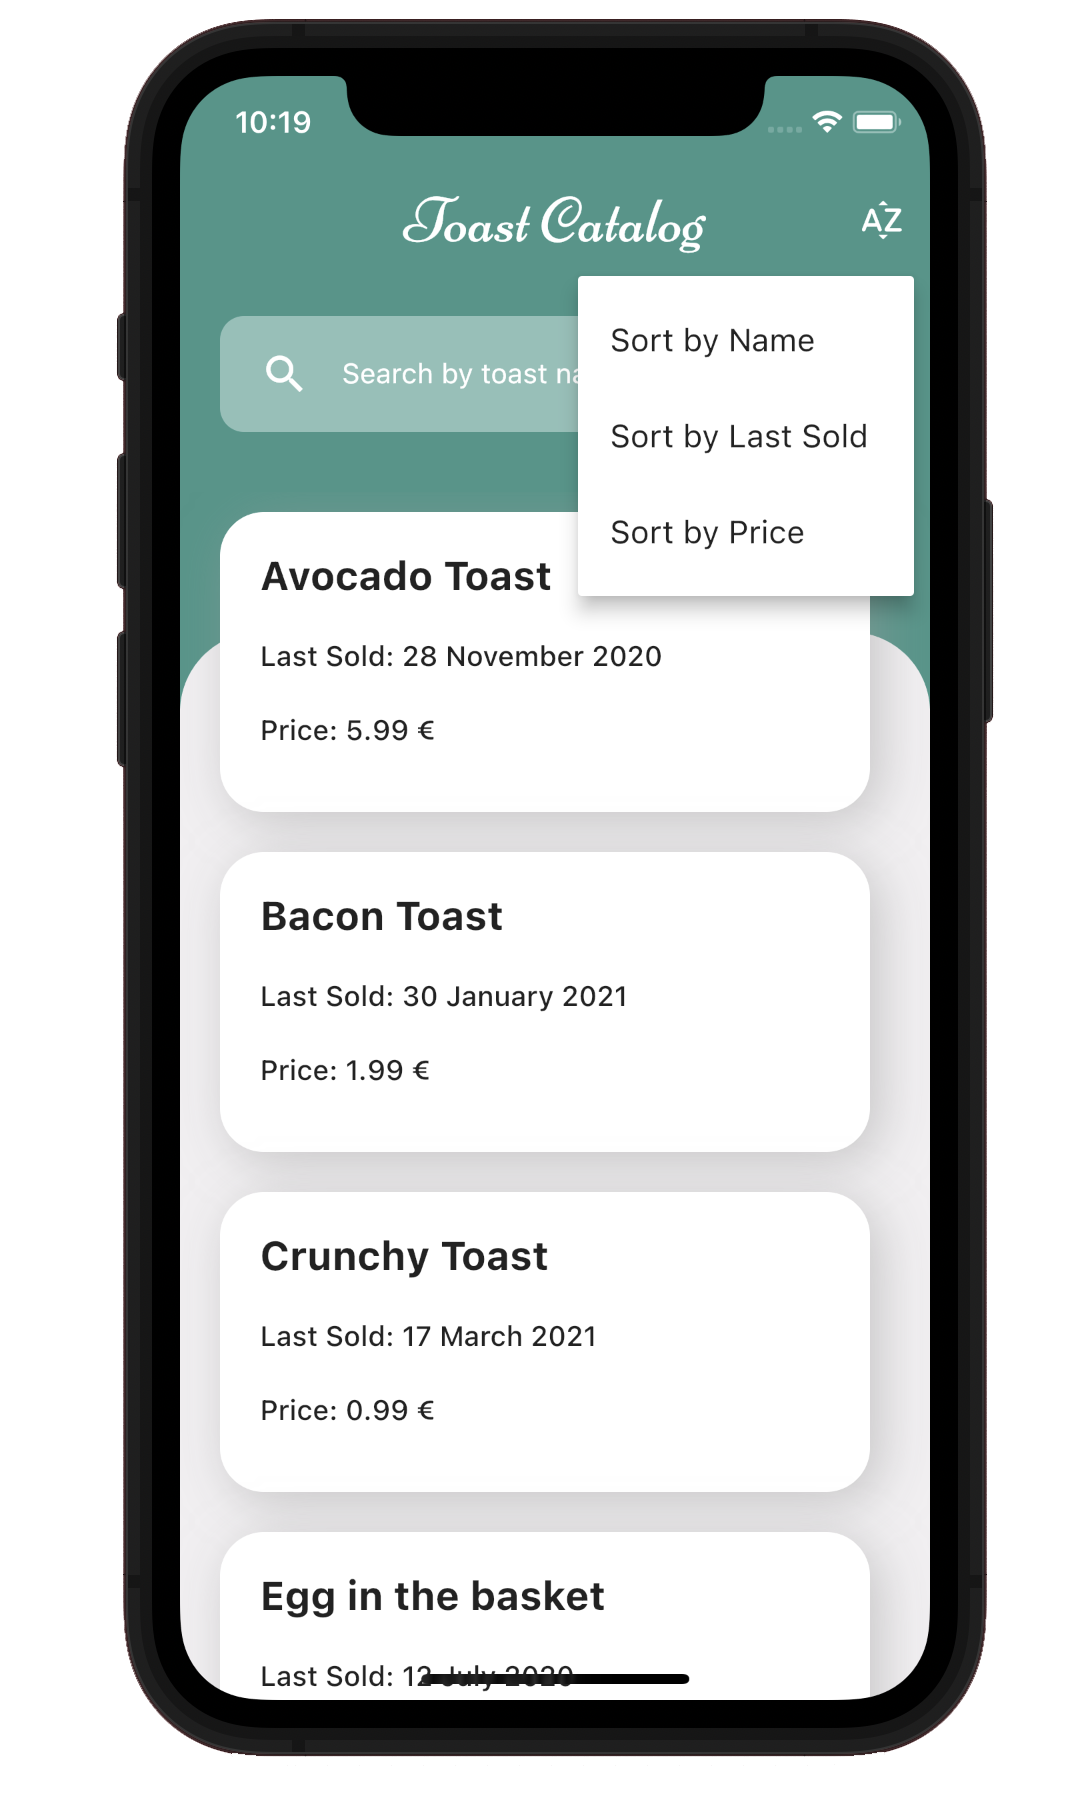 10:19
Toast Catalog
AZ
Search by toast
Sort by Name
Sort by Last Sold
Sort by Price
Avocado Toast
Last Sold: 28 November 2020
Price: 5.99 €
Bacon Toast
Last Sold: 30 January 2021
Price: 1.99 €
Crunchy Toast
Last Sold: 17 March 2021
Price: 0.99 €
Egg in the basket
Last Sold: 12 July 2020